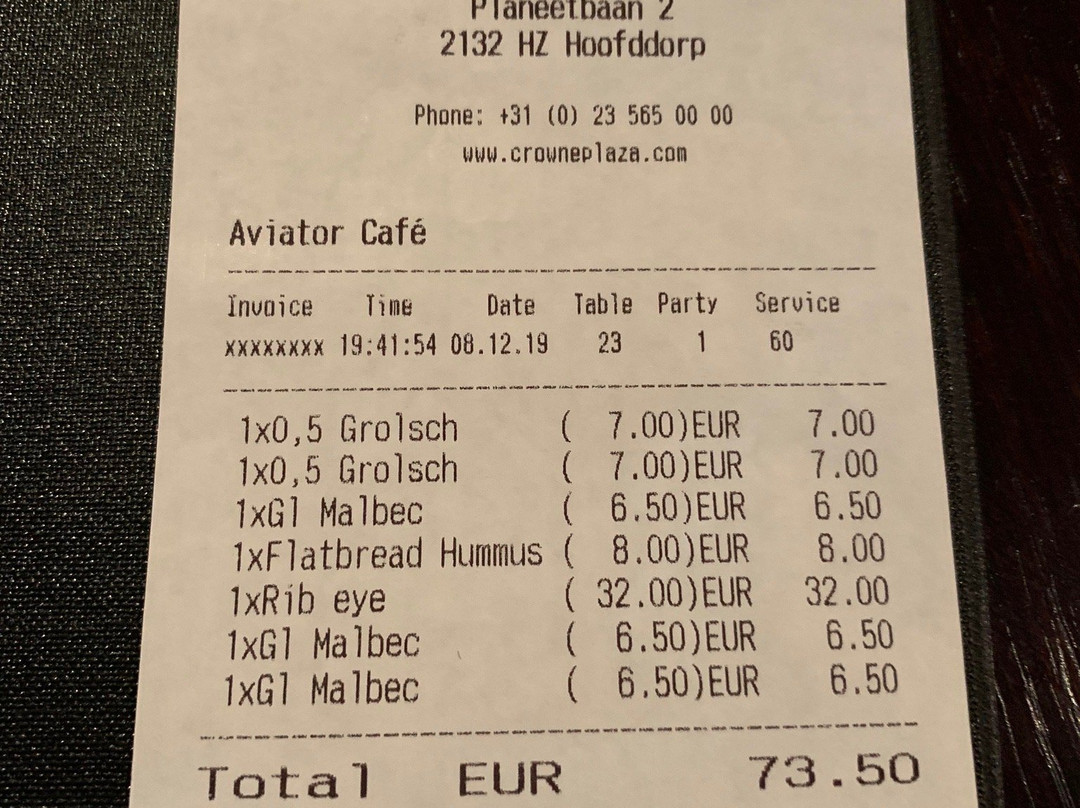 Planeetbaan 2
2132 HZ Hoofddorp
Phone: +31 (0) 23 565 00 00
www.crowneplaza.com
Aviator Café
Invoice Time Date Table Party Service
xxxxxxxx 19:41:54 08.12.19 23 1 60
1x0,5 Grolsch ( 7.00)EUR 7.00
1x0,5 Grolsch ( 7.00)EUR 7.00
1xGl Malbec ( 6.50)EUR 6.50
1xFlatbread Hummus ( 8.00)EUR 8.00
1xRib eye ( 32.00)EUR 32.00
1xGl Malbec ( 6.50)EUR 6.50
1xGl Malbec ( 6.50)EUR 6.50
Total EUR 73.50